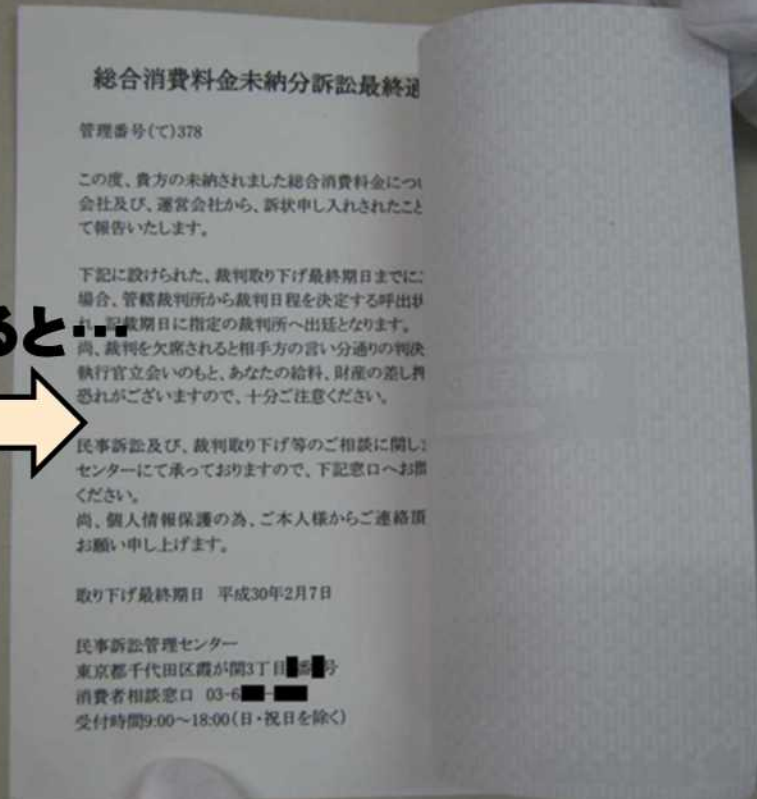 総合消費料金未納分訴訟最終通
管理番号(て)378
この度、貴方の未納されました総合消費料金につい
会社及び、運営会社から、訴状申し入れされたこと
て報告いたします。
下記に設けられた、裁判取り下げ最終期日までにご
場合、管轄裁判所から裁判日程を決定する呼出状
れ、記載期日に指定の裁判所へ出廷となります。
ると…
尚、裁判を欠席されると相手方の言い分通りの判決
執行官立会いのもと、あなたの給料、財産の差し押
恐れがございますので、十分ご注意ください。
民事訴訟及び、裁判取り下げ等のご相談に関しま
センターにて承っておりますので、下記窓口へお問
ください。
尚、個人情報保護の為、ご本人様からご連絡頂
お願い申し上げます。
取り下げ最終期日 平成30年2月7日
民事訴訟管理センター
東京都千代田区霞が関3丁目 番 号
消費者相談窓口 03-6 -
受付時間9:00～18:00(日・祝日を除く)